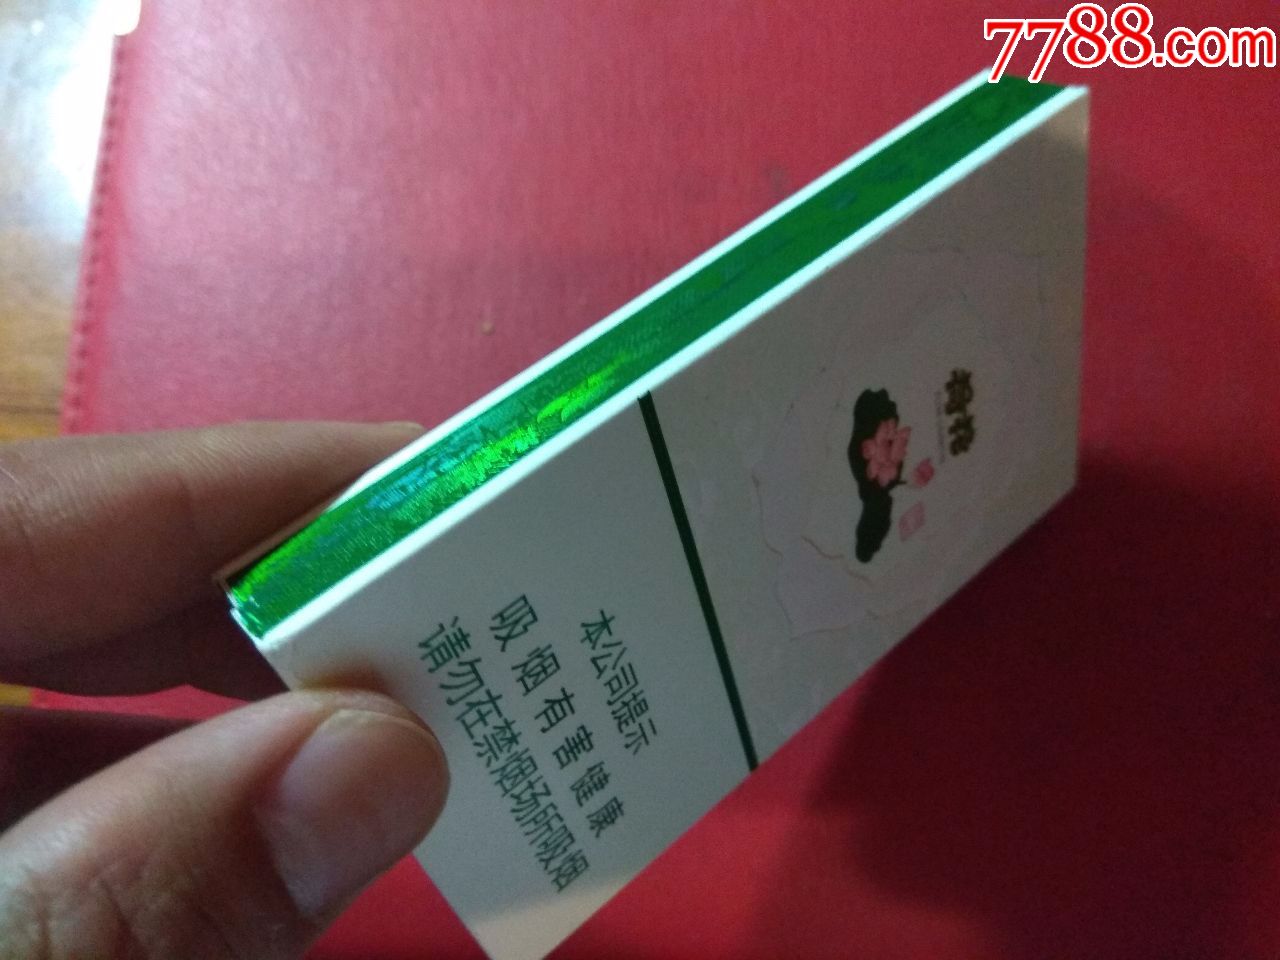 7788.com
荷花
本公司提示
吸烟有害健康
请勿在禁烟场所吸烟